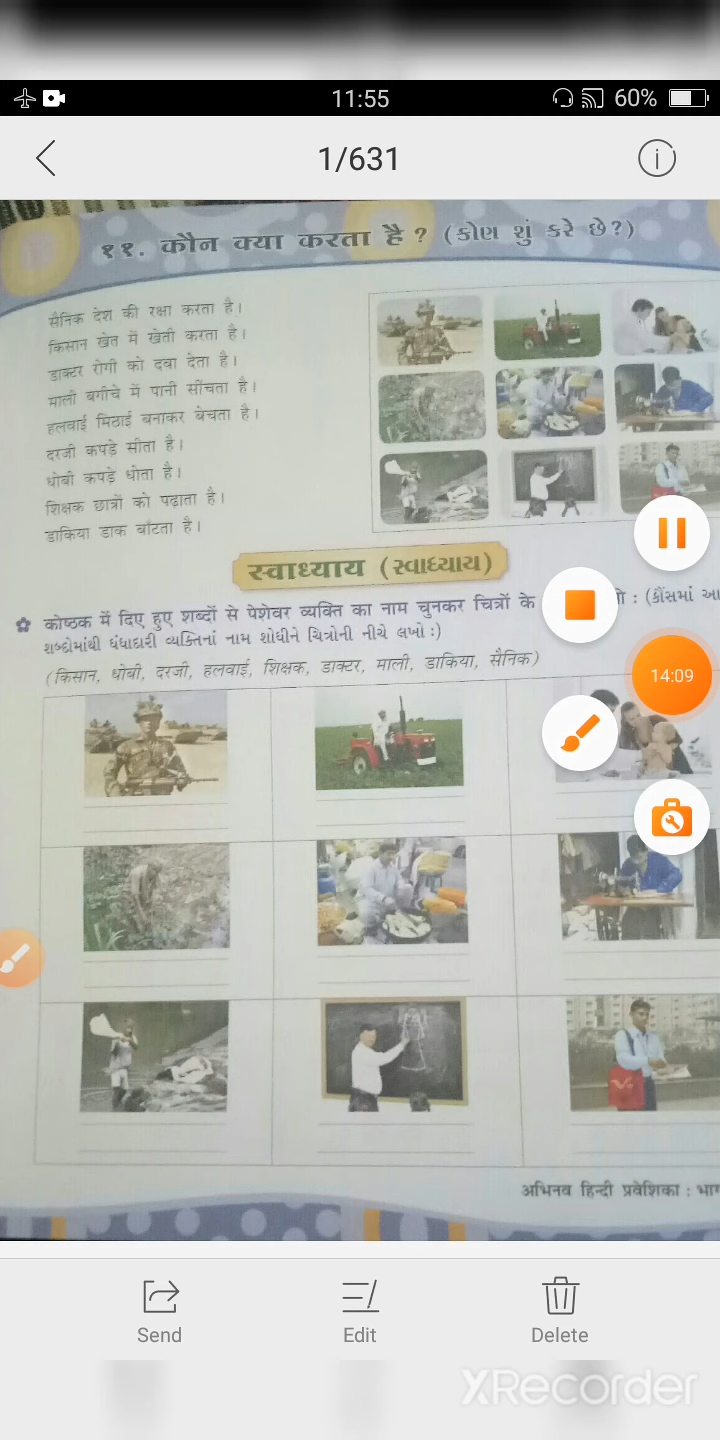 11:55
60%
1/631
११. कौन क्या करता है ? (કોણ શું કરે છે?)
सैनिक देश की रक्षा करता है।
किसान खेत में खेती करता है।
डाक्टर रोगी को दवा देता है।
माली बगीचे में पानी सींचता है।
हलवाई मिठाई बनाकर बेचता है।
दरजी कपड़े सीता है।
धोबी कपड़े धोता है।
शिक्षक छात्रों को पढ़ाता है।
डाकिया डाक बाँटता है।
स्वाध्याय (સ્વાધ્યાય)
कोष्ठक में दिए हुए शब्दों से पेशेवर व्यक्ति का नाम चुनकर चित्रों के : (કૌંસમાં
શબ્દોમાંથી ધંધાદારી વ્યક્તિનાં નામ શોધીને ચિત્રોની નીચે લખો :)
(किसान, धोबी, दरजी, हलवाई, शिक्षक, डाक्टर, माली, डाकिया, सैनिक)
14:09
अभिनव हिन्दी प्रवेशिका :
Send Edit Delete
XRecorder